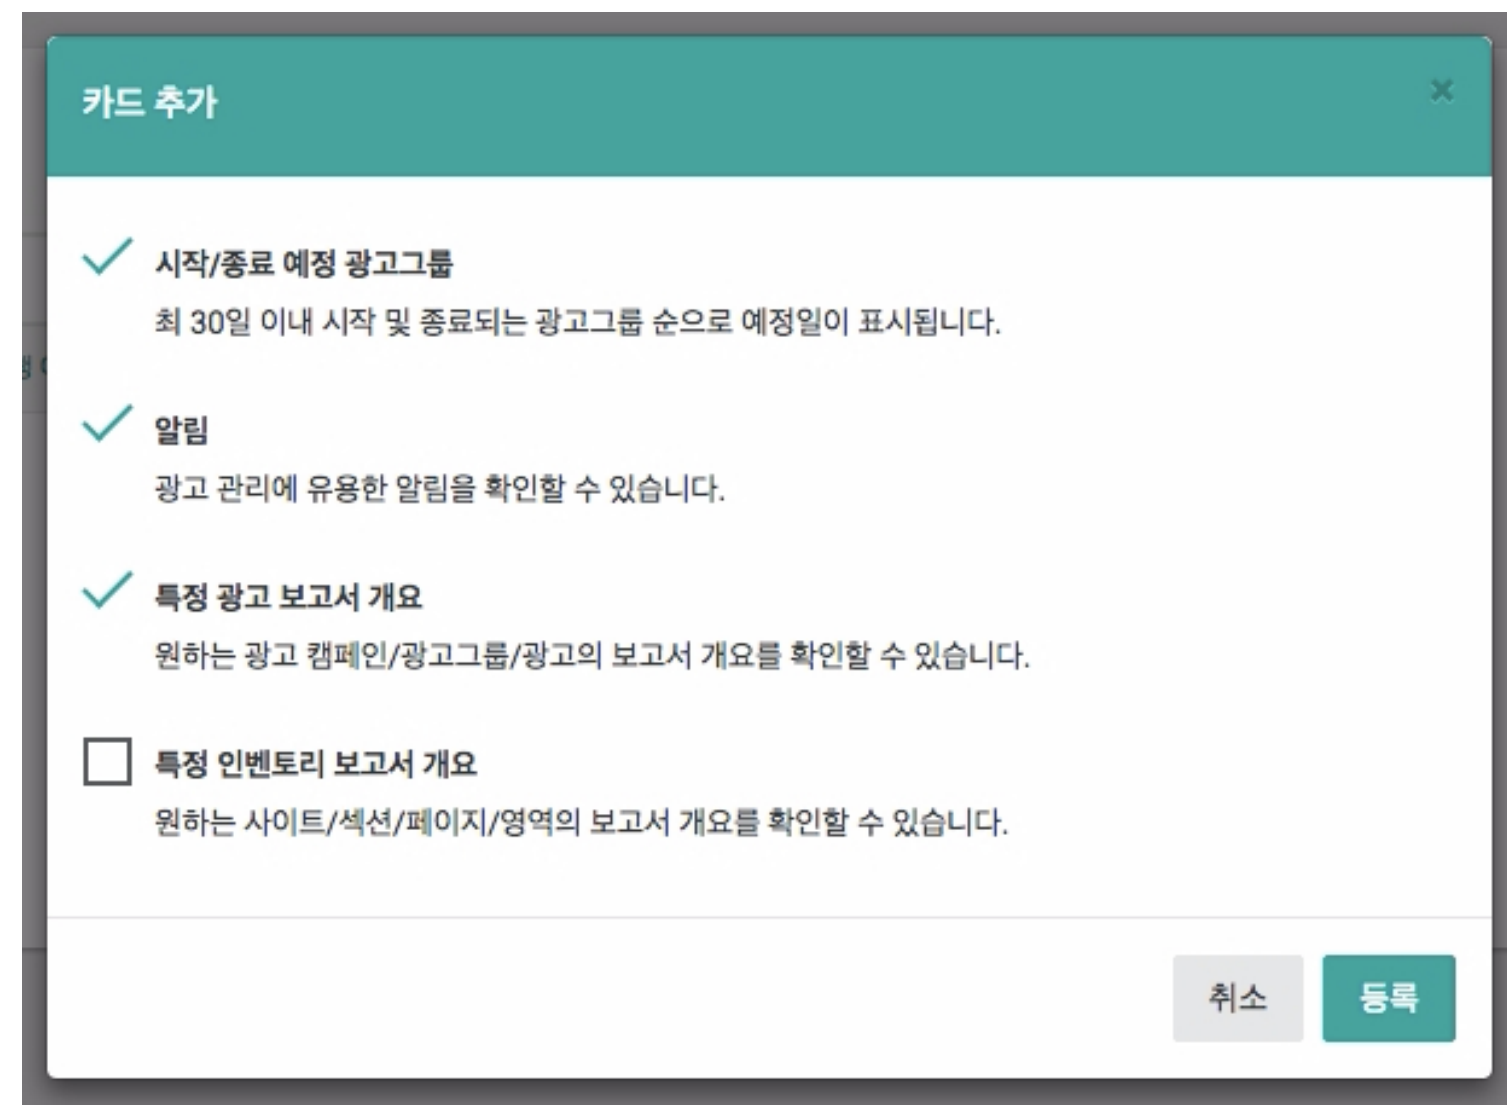 카드 추가
시작/종료 예정 광고그룹
최 30일 이내 시작 및 종료되는 광고그룹 순으로 예정일이 표시됩니다.
알림
광고 관리에 유용한 알림을 확인할 수 있습니다.
특정 광고 보고서 개요
원하는 광고 캠페인/광고그룹/광고의 보고서 개요를 확인할 수 있습니다.
특정 인벤토리 보고서 개요
원하는 사이트/섹션/페이지/영역의 보고서 개요를 확인할 수 있습니다.
취소
등록